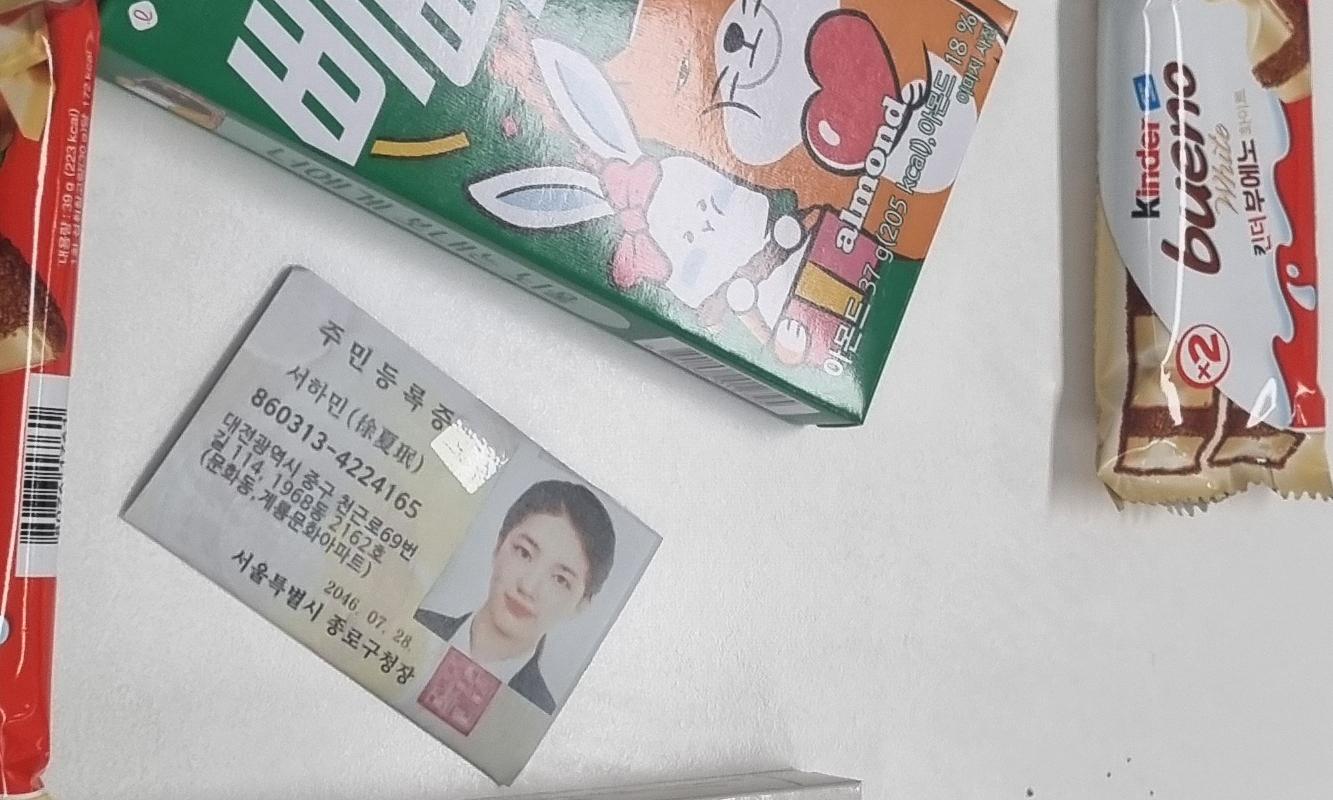 내용량 : 39 g (223 kcal)
almond
아몬드 37 g (205 kcal), 아몬드 18 %
이미지 사진
kinder
bueno
White
킨더 부에노 화이트
×2
주민등록증
서하민(徐夏珉)
860313-4224165
대전광역시 중구 천근로69번
길 114, 1968동 2162호
(문화동,계룡문화아파트)
2046. 07. 28.
서울특별시 종로구청장